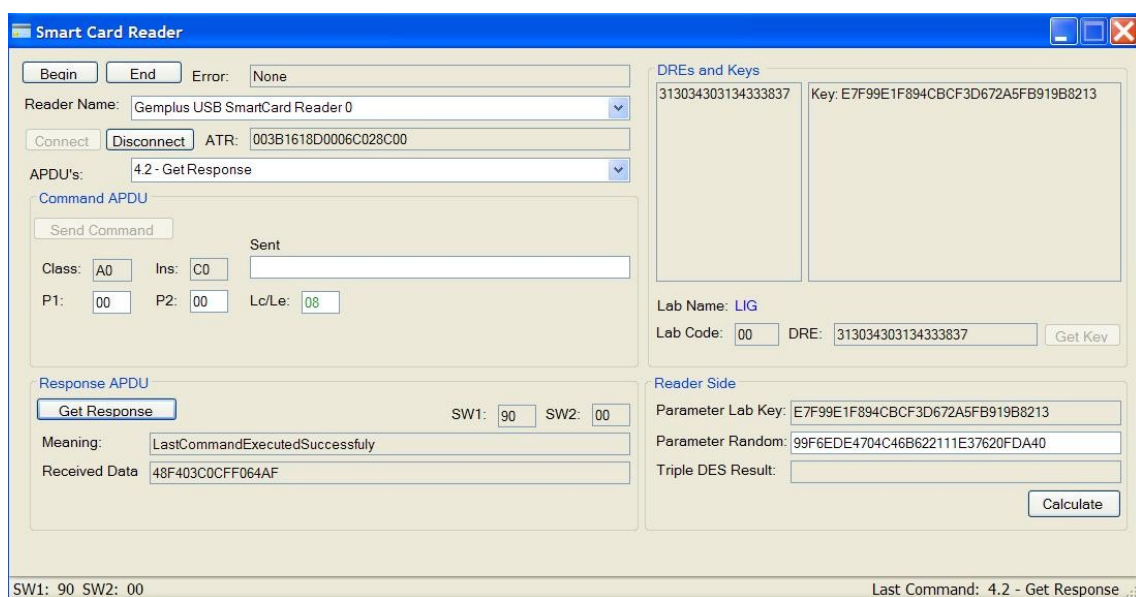 Smart Card Reader
Begin End Error: None
Reader Name: Gemplus USB SmartCard Reader 0
Connect Disconnect ATR: 003B1618D0006C028C00
APDU's: 4.2 - Get Response
Command APDU
Send Command
Sent
Class: A0 Ins: C0
P1: 00 P2: 00 Lc/Le: 08
Response APDU
Get Response SW1: 90 SW2: 00
Meaning: LastCommandExecutedSuccessfuly
Received Data 48F403C0CFF064AF
DREs and Keys
313034303134333837 Key: E7F99E1F894CBCF3D672A5FB919B8213
Lab Name: LIG
Lab Code: 00 DRE: 313034303134333837 Get Key
Reader Side
Parameter Lab Key: E7F99E1F894CBCF3D672A5FB919B8213
Parameter Random: 99F6EDE4704C46B622111E37620FDA40
Triple DES Result:
Calculate
SW1: 90 SW2: 00 Last Command: 4.2 - Get Response